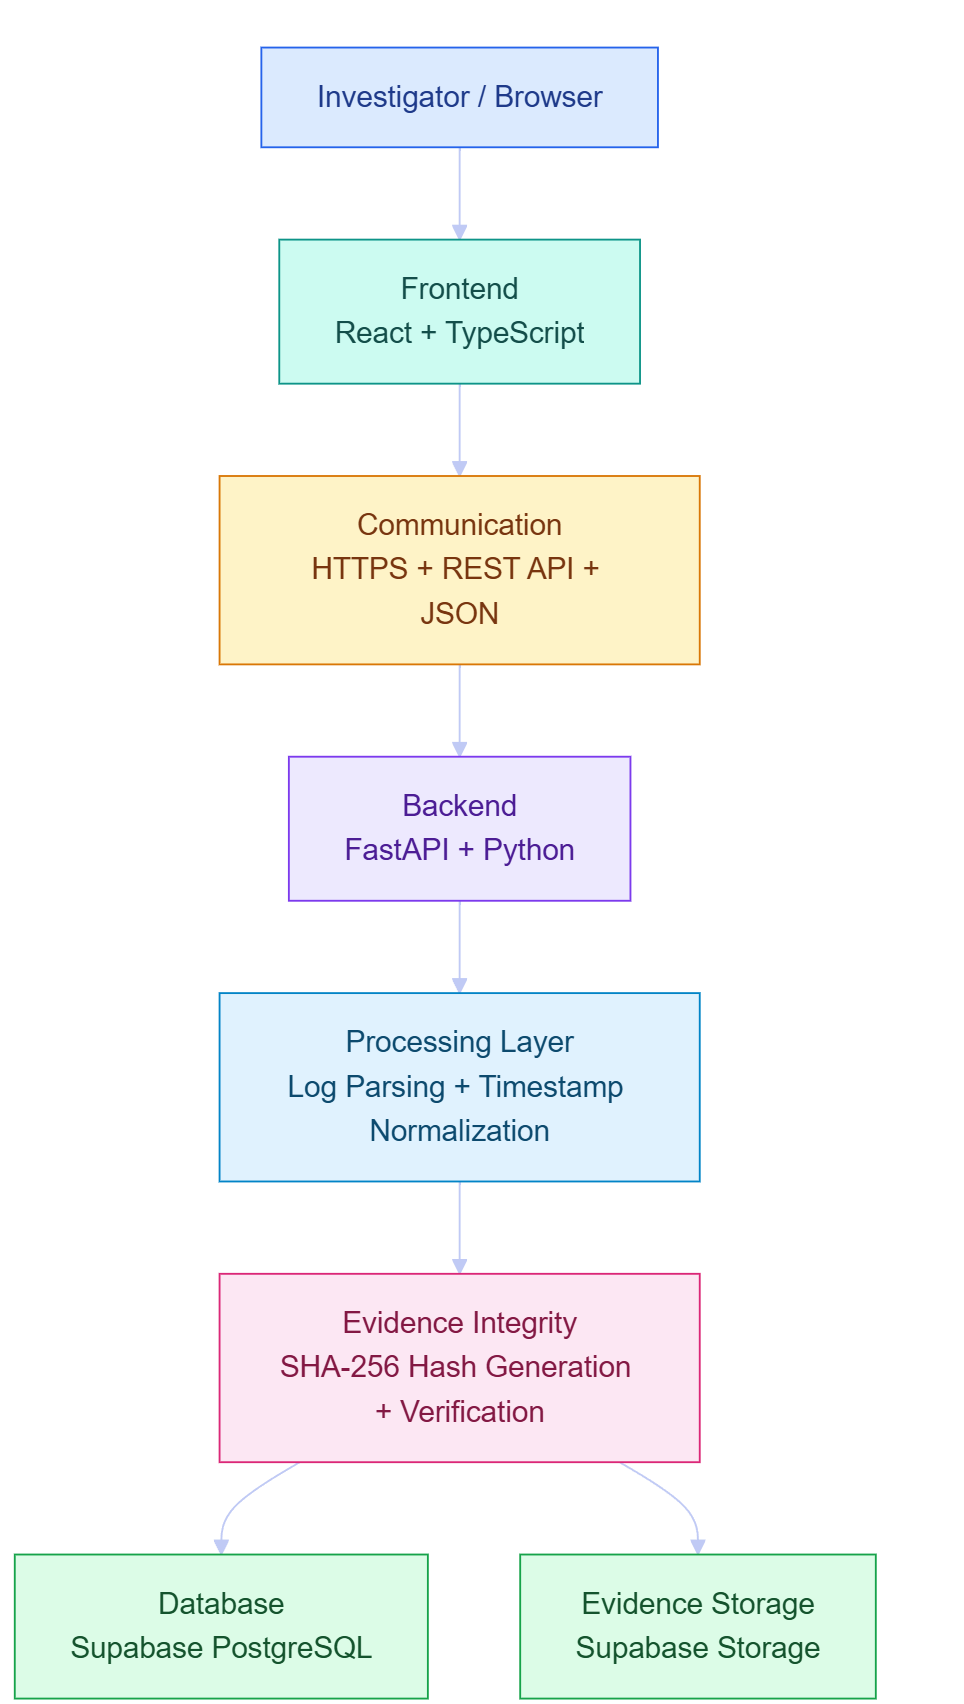 Investigator / Browser
Frontend
React + TypeScript
Communication
HTTPS + REST API +
JSON
Backend
FastAPI + Python
Processing Layer
Log Parsing + Timestamp
Normalization
Evidence Integrity
SHA-256 Hash Generation
+ Verification
Database
Supabase PostgreSQL
Evidence Storage
Supabase Storage